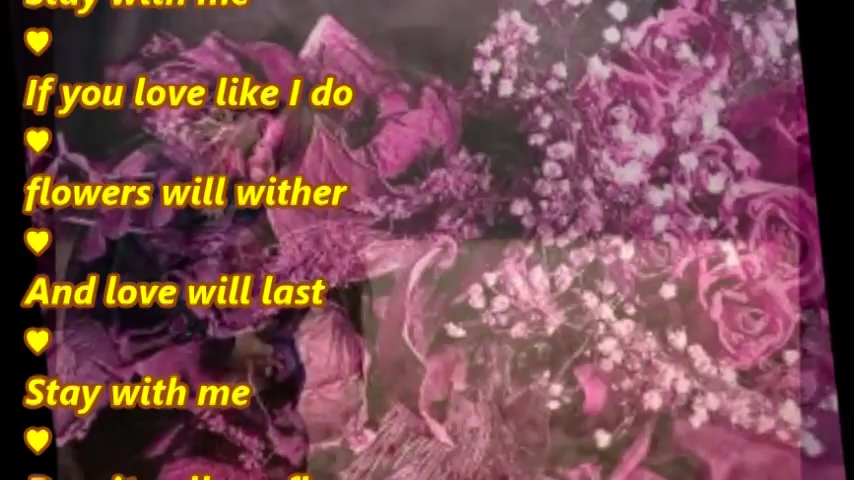 Stay with me
♥
If you love like I do
♥
flowers will wither
♥
And love will last
♥
Stay with me
♥